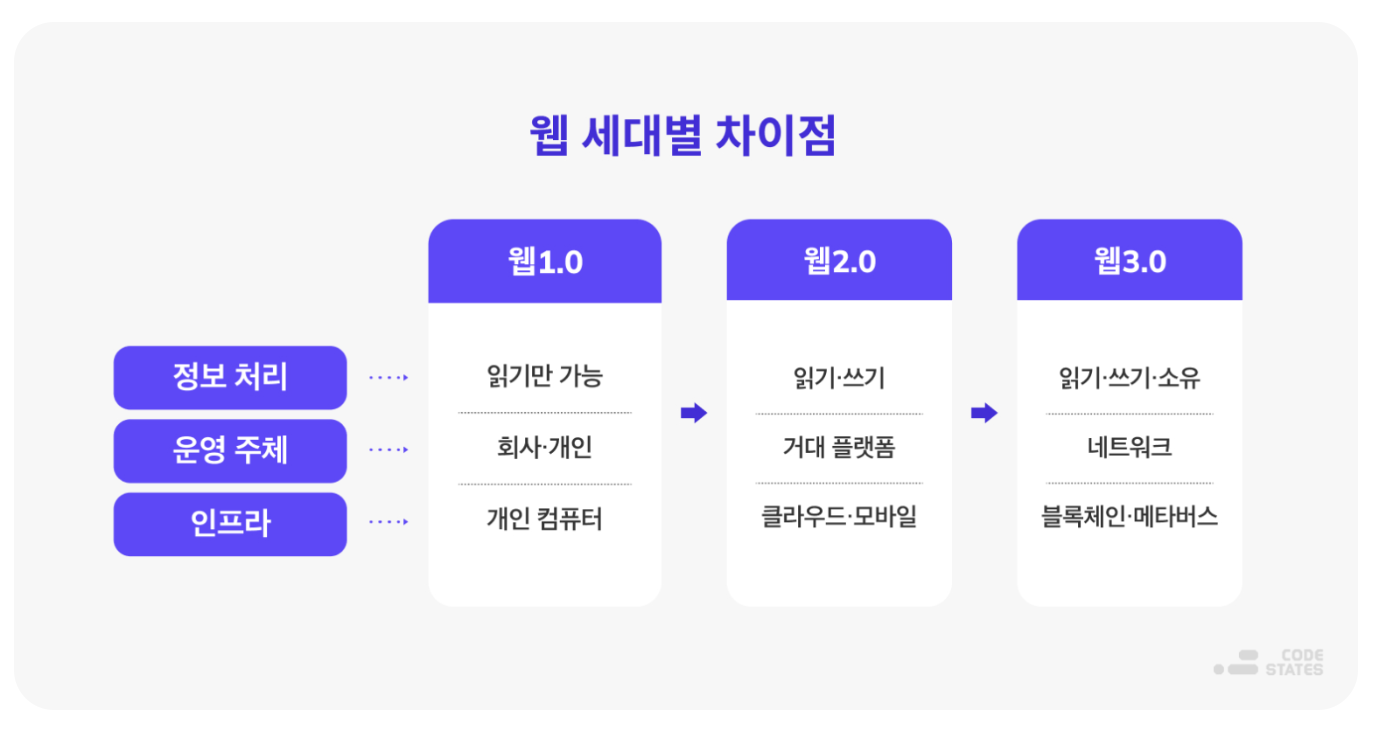 웹 세대별 차이점
웹1.0
웹2.0
웹3.0
정보 처리
읽기만 가능
읽기·쓰기
읽기·쓰기·소유
운영 주체
회사·개인
거대 플랫폼
네트워크
인프라
개인 컴퓨터
클라우드·모바일
블록체인·메타버스
CODE
STATES